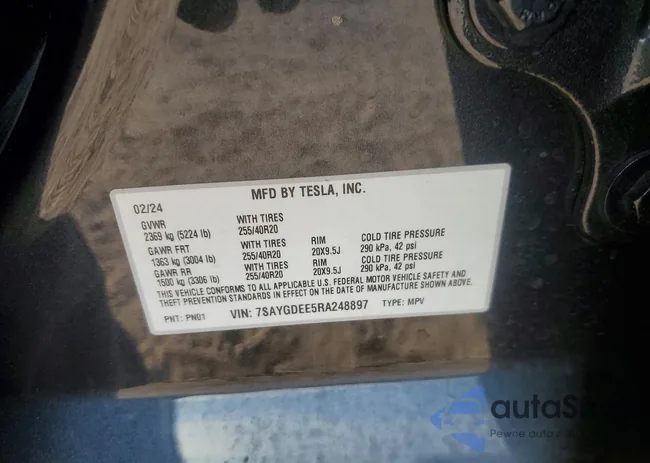 MFD BY TESLA, INC.
02/24
GVWR WITH TIRES
2369 kg (5224 lb) 255/40R20
GAWR FRT WITH TIRES RIM COLD TIRE PRESSURE
1363 kg (3004 lb) 255/40R20 20X9.5J 290 kPa, 42 psi
GAWR RR WITH TIRES RIM COLD TIRE PRESSURE
1500 kg (3306 lb) 255/40R20 20X9.5J 290 kPa, 42 psi
THIS VEHICLE CONFORMS TO ALL APPLICABLE U.S. FEDERAL MOTOR VEHICLE SAFETY AND
THEFT PREVENTION STANDARDS IN EFFECT ON THE DATE OF MANUFACTURE SHOWN ABOVE.
PNT: PN01 VIN: 7SAYGDEE5RA248897 TYPE: MPV
Pewne auta